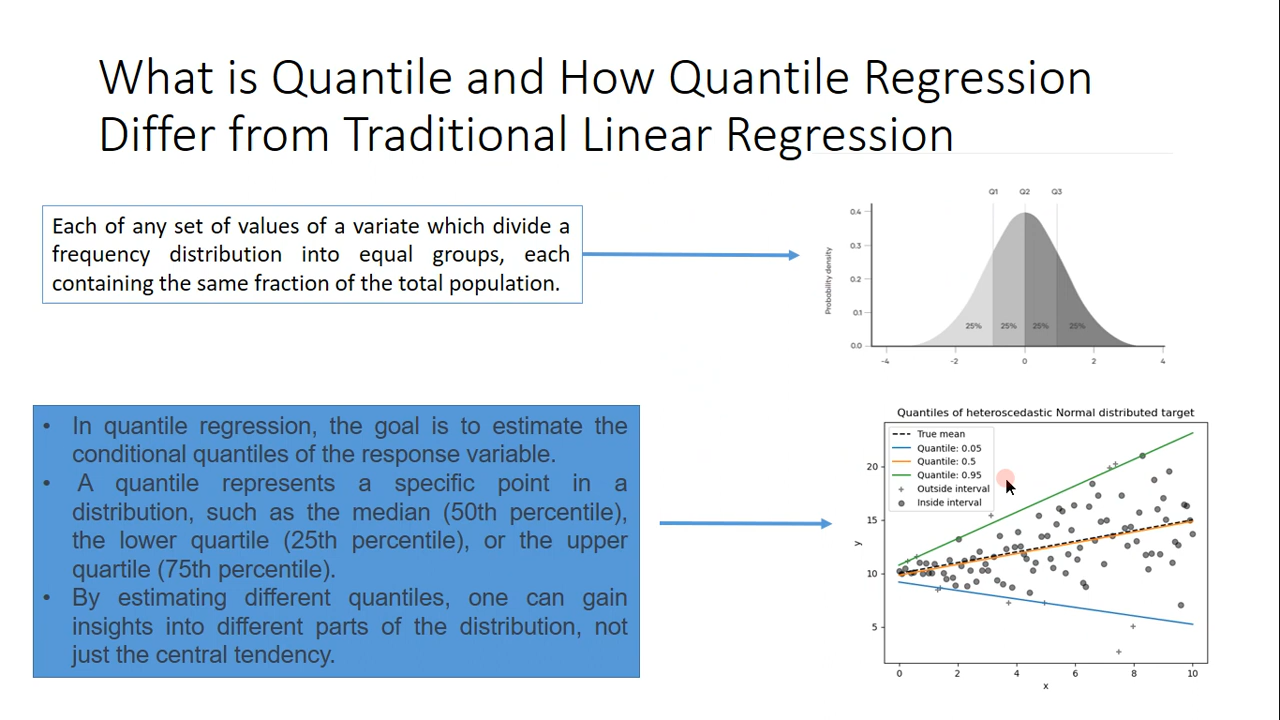 What is Quantile and How Quantile Regression
Differ from Traditional Linear Regression
Each of any set of values of a variate which divide a
frequency distribution into equal groups, each
containing the same fraction of the total population.
Q1 Q2 Q3
0.4
0.3
0.2
0.1
0.0
Probability density
25% 25% 25% 25%
-4 -2 0 2 4
• In quantile regression, the goal is to estimate the
conditional quantiles of the response variable.
• A quantile represents a specific point in a
distribution, such as the median (50th percentile),
the lower quartile (25th percentile), or the upper
quartile (75th percentile).
• By estimating different quantiles, one can gain
insights into different parts of the distribution, not
just the central tendency.
Quantiles of heteroscedastic Normal distributed target
True mean
Quantile: 0.05
Quantile: 0.5
Quantile: 0.95
Outside interval
Inside interval
20
15
10
5
y
0 2 4 6 8 10
x